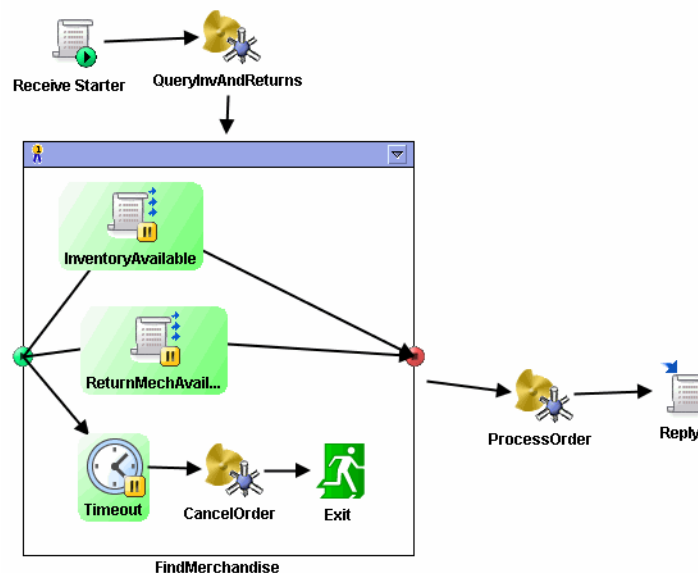 Receive Starter
QueryInvAndReturns
InventoryAvailable
ReturnMechAvail...
Timeout
CancelOrder
Exit
FindMerchandise
ProcessOrder
Reply